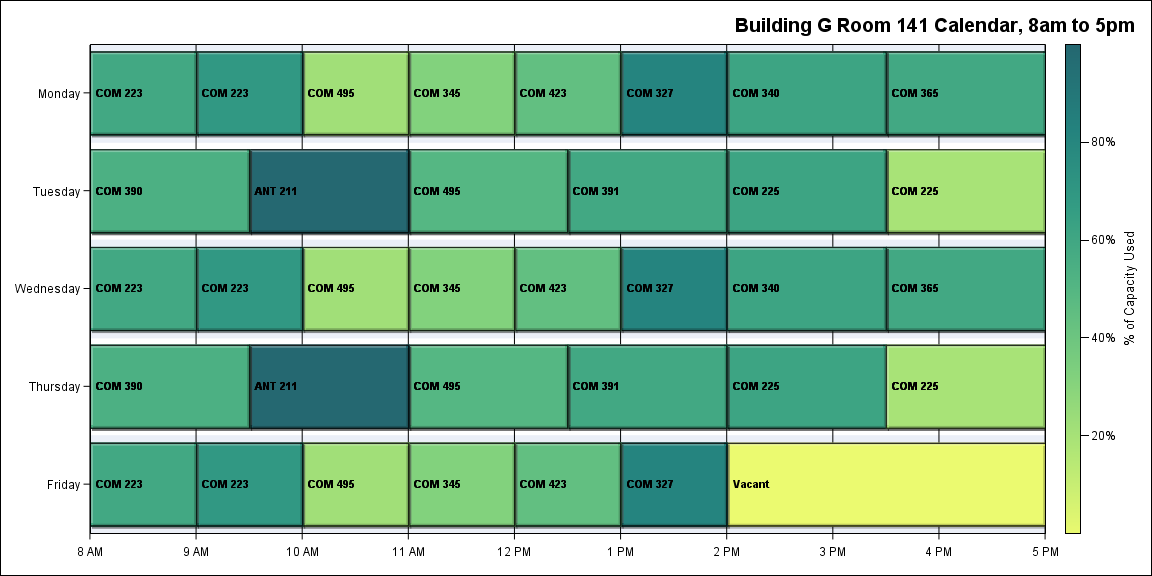 Building G Room 141 Calendar, 8am to 5pm
Monday
COM 223
COM 223
COM 495
COM 345
COM 423
COM 327
COM 340
COM 365
Tuesday
COM 390
ANT 211
COM 495
COM 391
COM 225
COM 225
Wednesday
COM 223
COM 223
COM 495
COM 345
COM 423
COM 327
COM 340
COM 365
Thursday
COM 390
ANT 211
COM 495
COM 391
COM 225
COM 225
Friday
COM 223
COM 223
COM 495
COM 345
COM 423
COM 327
Vacant
8 AM
9 AM
10 AM
11 AM
12 PM
1 PM
2 PM
3 PM
4 PM
5 PM
80%
60%
40%
20%
% of Capacity Used